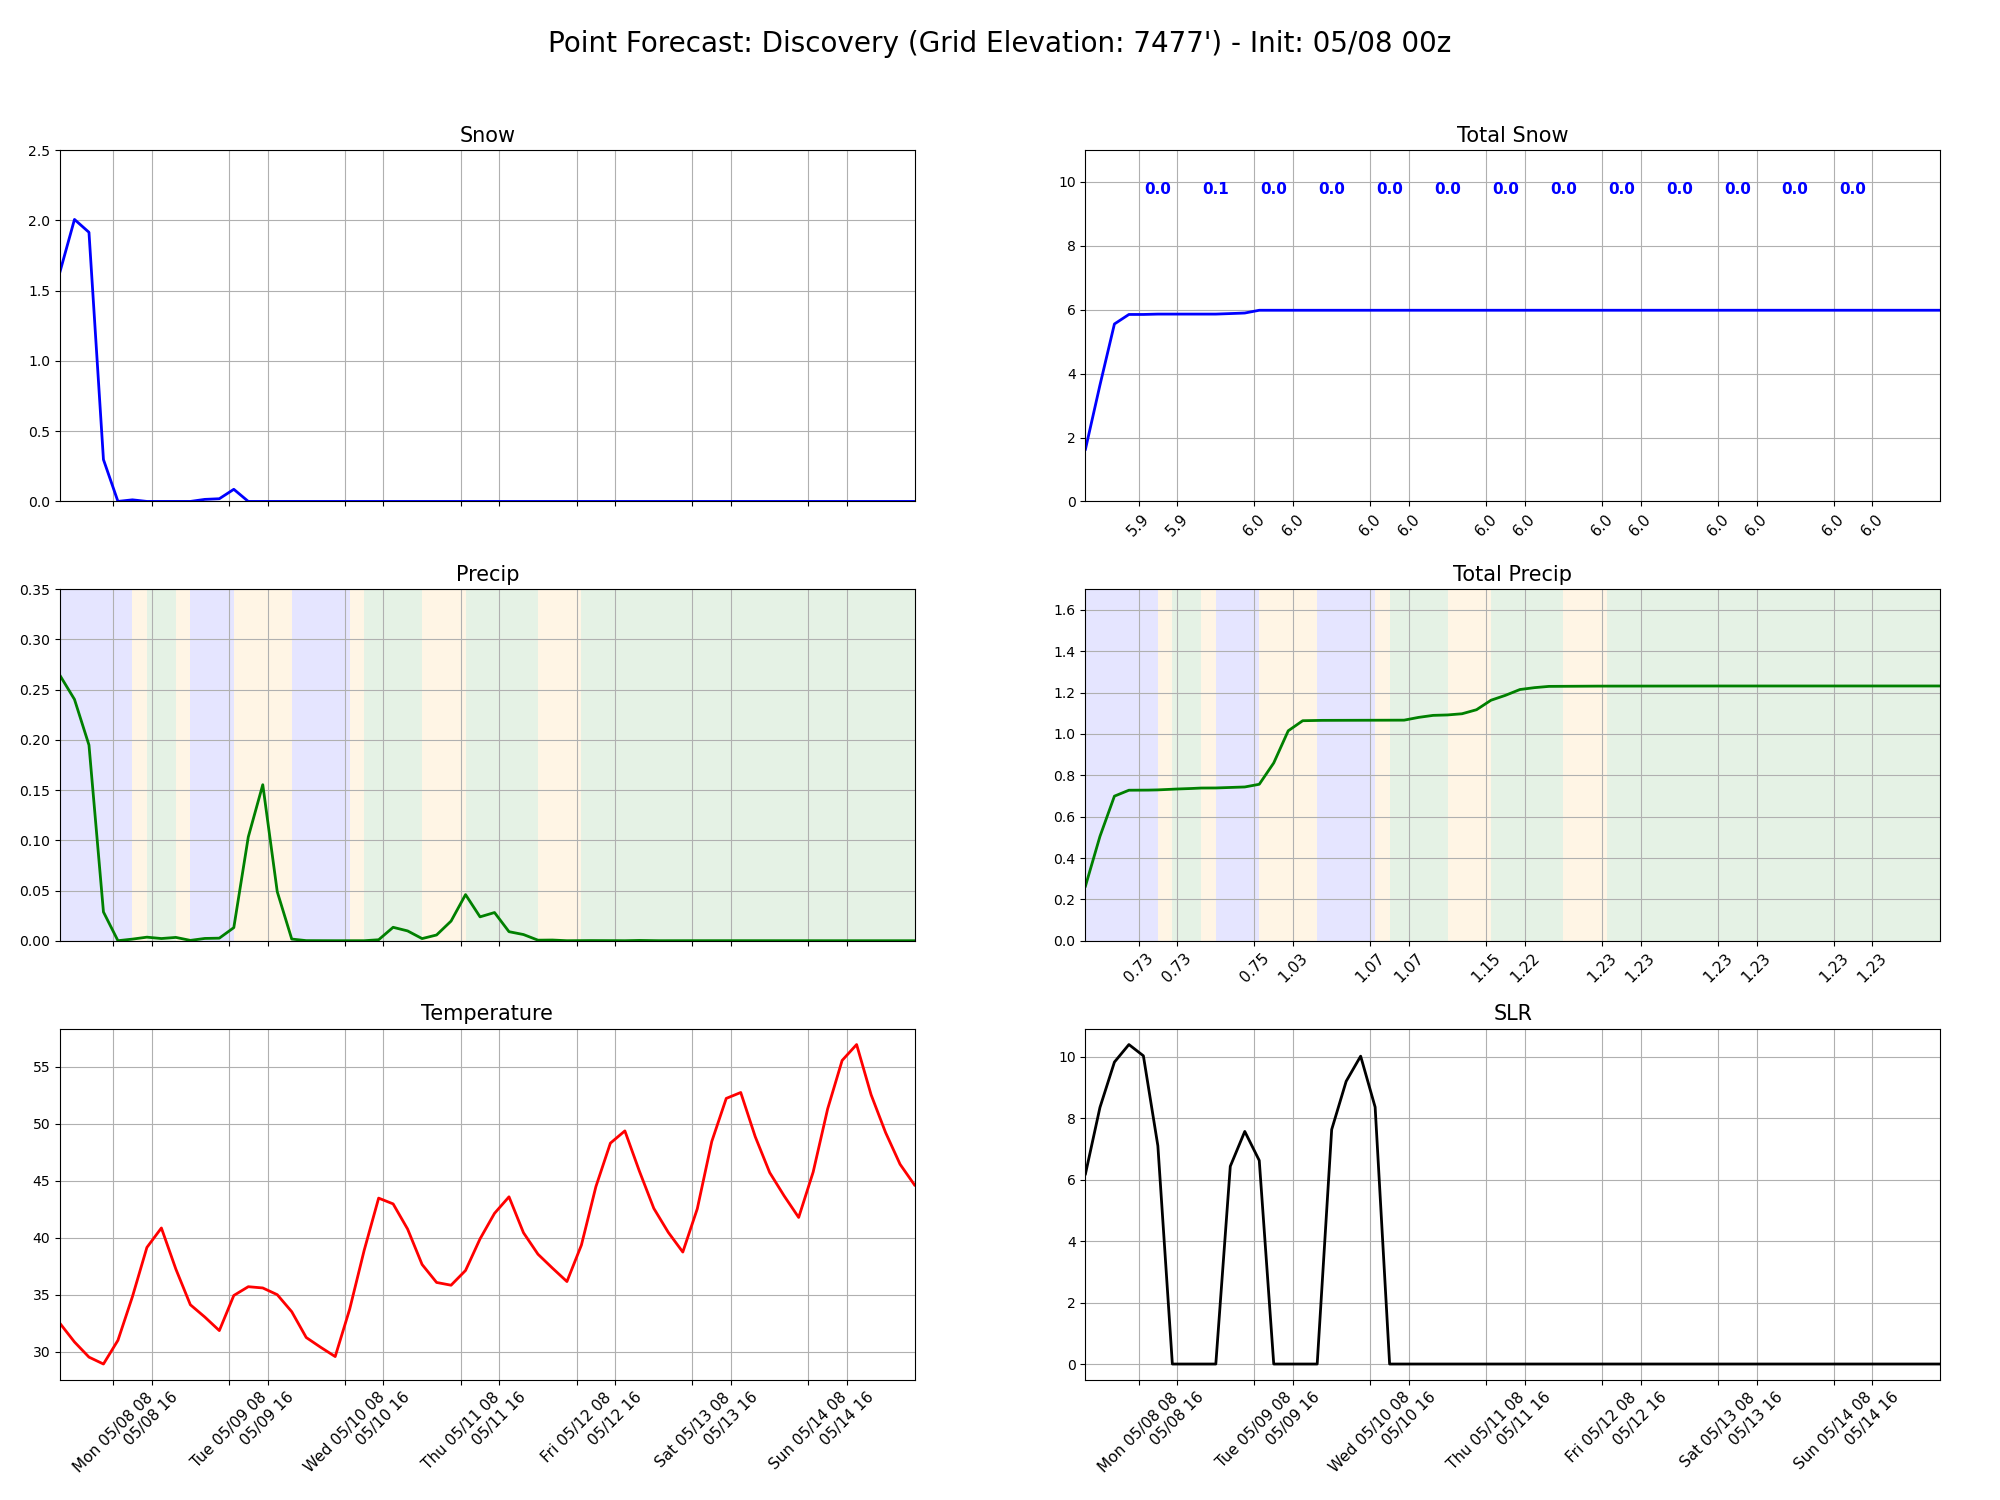 Point Forecast: Discovery (Grid Elevation: 7477') - Init: 05/08 00z
Snow
2.5
2.0
1.5
1.0
0.5
0.0
Total Snow
10
8
6
4
2
0
0.0 0.1 0.0 0.0 0.0 0.0 0.0 0.0 0.0 0.0 0.0 0.0 0.0
5.9 5.9 6.0 6.0 6.0 6.0 6.0 6.0 6.0 6.0 6.0 6.0 6.0 6.0
Precip
0.35
0.30
0.25
0.20
0.15
0.10
0.05
0.00
Total Precip
1.6
1.4
1.2
1.0
0.8
0.6
0.4
0.2
0.0
0.73 0.73 0.75 1.03 1.07 1.07 1.15 1.22 1.23 1.23 1.23 1.23 1.23 1.23
Temperature
55
50
45
40
35
30
Mon 05/08 08
05/08 16
Tue 05/09 08
05/09 16
Wed 05/10 08
05/10 16
Thu 05/11 08
05/11 16
Fri 05/12 08
05/12 16
Sat 05/13 08
05/13 16
Sun 05/14 08
05/14 16
SLR
10
8
6
4
2
0
Mon 05/08 08
05/08 16
Tue 05/09 08
05/09 16
Wed 05/10 08
05/10 16
Thu 05/11 08
05/11 16
Fri 05/12 08
05/12 16
Sat 05/13 08
05/13 16
Sun 05/14 08
05/14 16